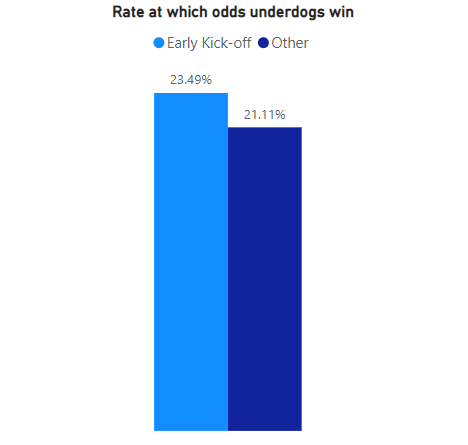 Rate at which odds underdogs win
Early Kick-off Other
23.49%
21.11%